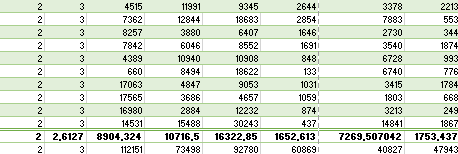 2 3 4515 11991 9345 2644 3378 2213
2 3 7362 12844 18683 2854 7883 553
2 3 8257 3880 6407 1646 2730 344
2 3 7842 6046 8552 1691 3540 1874
2 3 4389 10940 10908 848 6728 993
2 3 660 8494 18622 133 6740 776
2 3 17063 4847 9053 1031 3415 1784
2 3 17565 3686 4657 1059 1803 668
2 3 16980 2884 12232 874 3213 249
2 3 14531 15488 30243 437 14841 1867
2 2,6127 8904,324 10716,5 16322,85 1652,613 7269,507042 1753,437
2 3 112151 73498 92780 60869 40827 47943